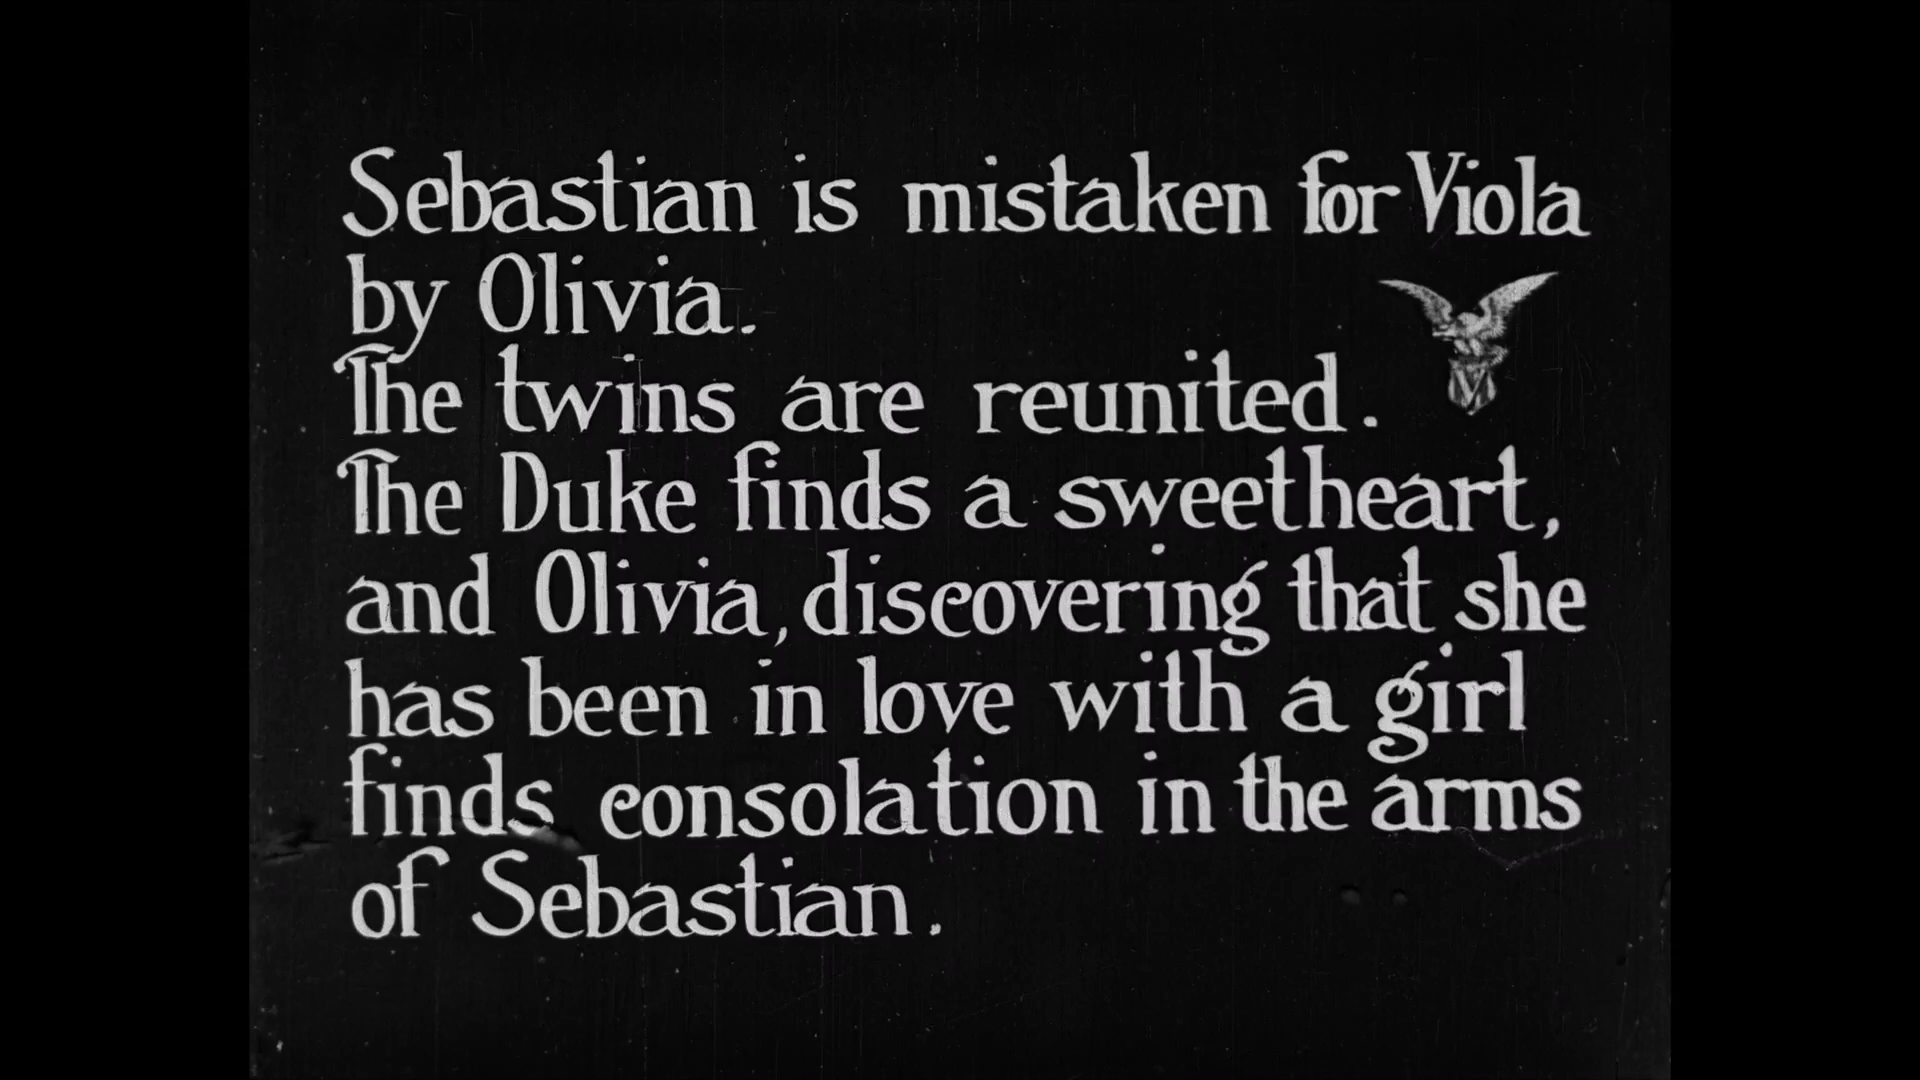 Sebastian is mistaken for Viola
by Olivia.
The twins are reunited.
The Duke finds a sweetheart,
and Olivia, discovering that she
has been in love with a girl
finds consolation in the arms
of Sebastian.
V